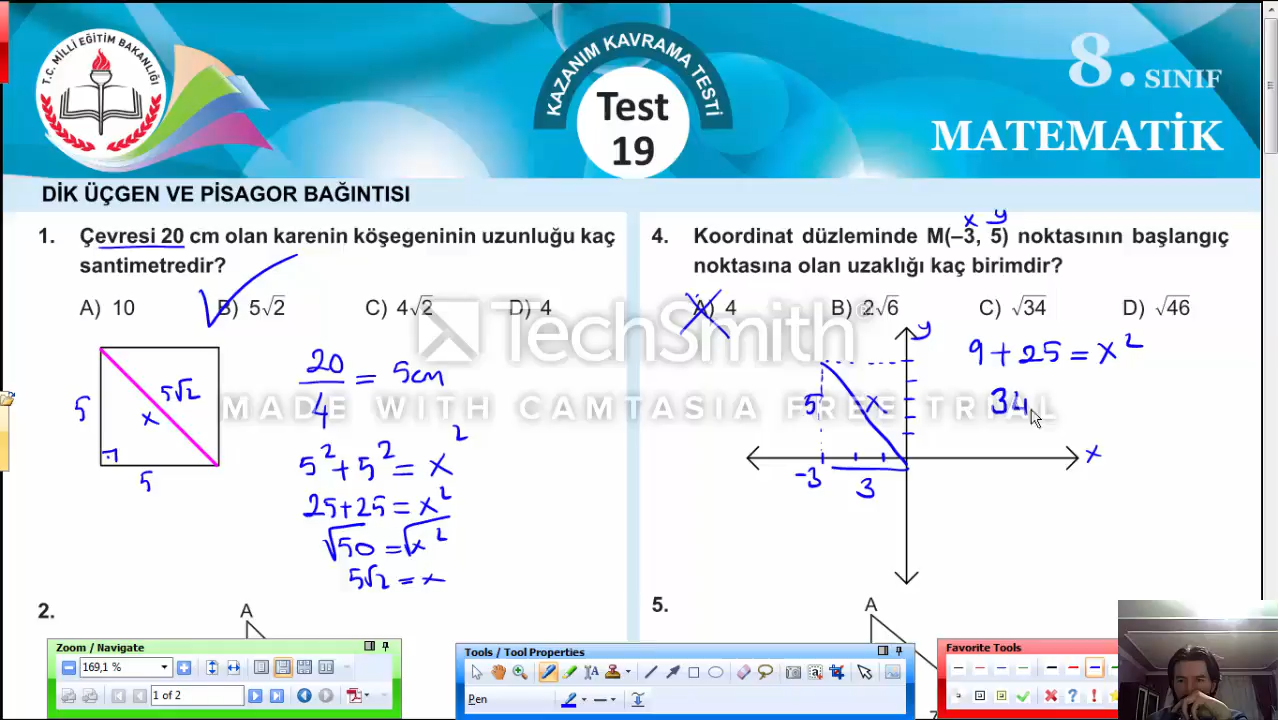 T.C. MİLLİ EĞİTİM BAKANLIĞI
KAZANIM KAVRAMA TESTİ
Test
19
8. SINIF
MATEMATİK
DİK ÜÇGEN VE PİSAGOR BAĞINTISI
1. Çevresi 20 cm olan karenin köşegeninin uzunluğu kaç
santimetredir?
A) 10 B) 5√2 C) 4√2 D) 4
5
5√2
x
5
20
4
= 5cm
5² + 5² = x²
25+25 = x²
√50 = √x²
5√2 = x
2.
A
x y
4. Koordinat düzleminde M(–3, 5) noktasının başlangıç
noktasına olan uzaklığı kaç birimdir?
A) 4 B) 2√6 C) √34 D) √46
y
9 + 25 = x²
34
5
x
x
-3
3
5.
A
TechSmith
MADE WITH CAMTASIA FREE TRIAL
Zoom / Navigate
169,1 %
1 of 2
Tools / Tool Properties
Pen
Favorite Tools